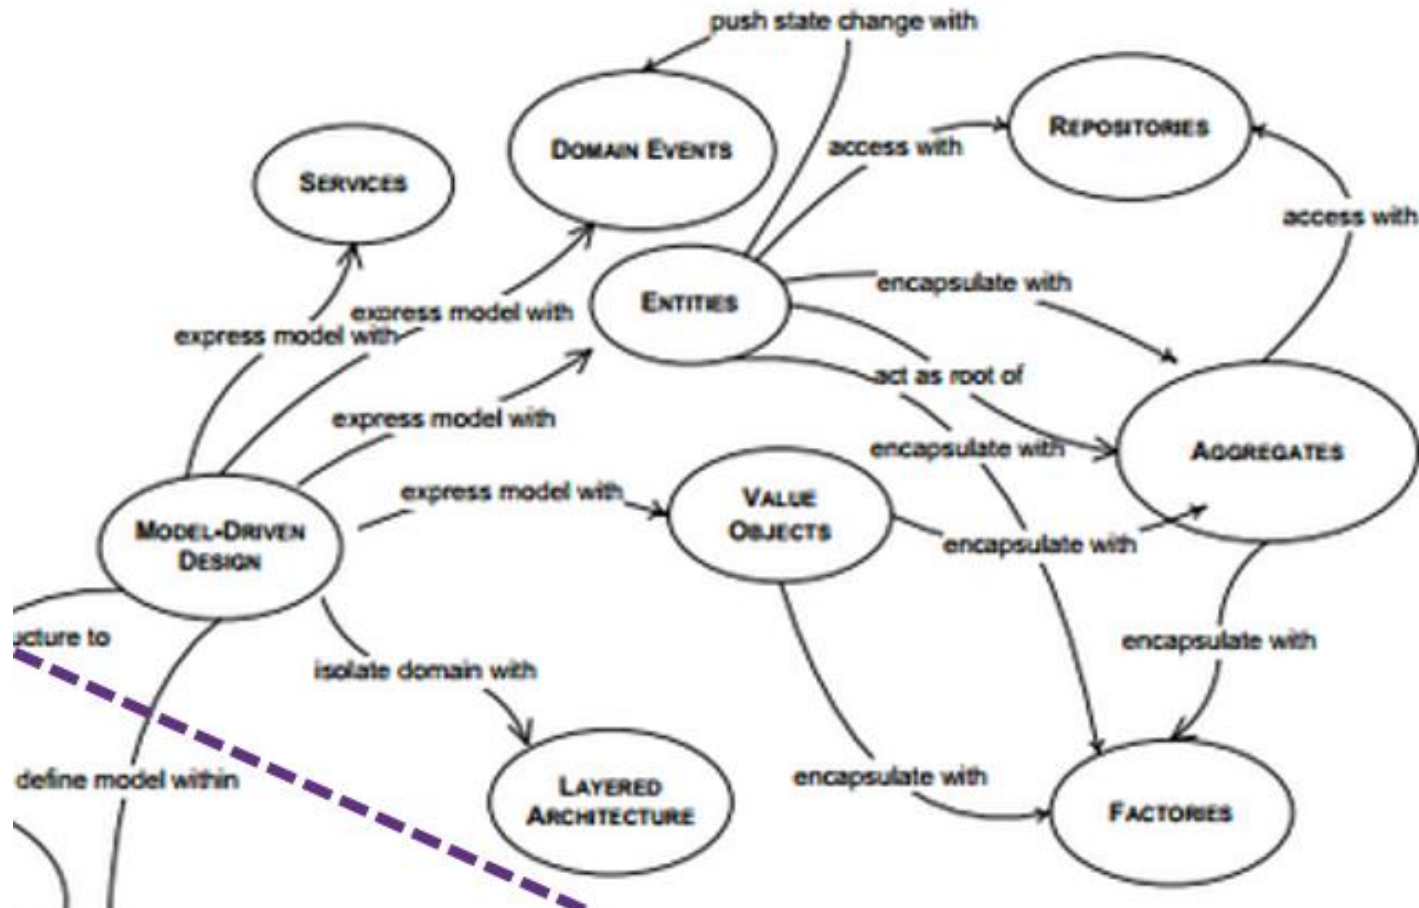 push state change with
DOMAIN EVENTS
REPOSITORIES
access with
SERVICES
access with
ENTITIES
encapsulate with
express model with
express model with
act as root of
express model with
encapsulate with
AGGREGATES
express model with
VALUE
OBJECTS
MODEL-DRIVEN
DESIGN
encapsulate with
ucture to
encapsulate with
isolate domain with
define model within
encapsulate with
LAYERED
ARCHITECTURE
FACTORIES